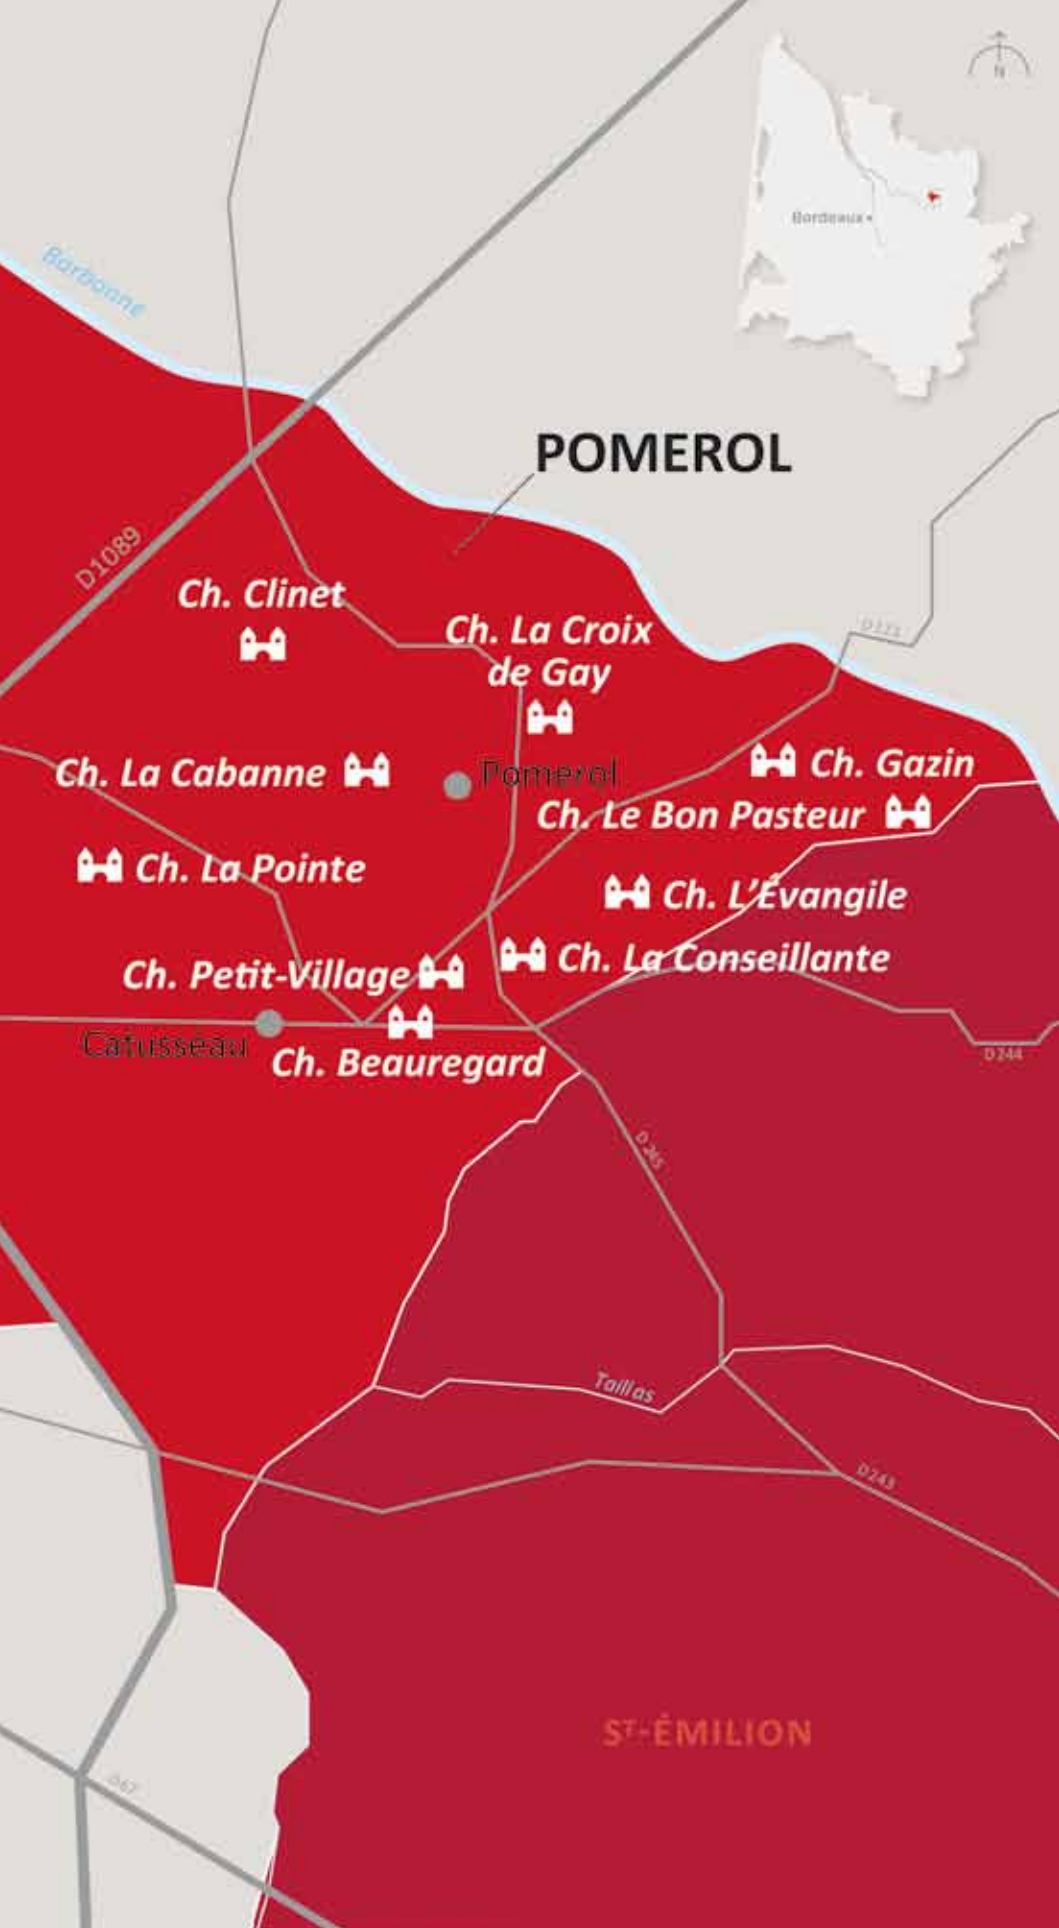 N
Bordeaux
Barbanne
POMEROL
D1089
Ch. Clinet
Ch. La Croix
de Gay
Ch. La Cabanne
Pomerol
Ch. Gazin
Ch. Le Bon Pasteur
Ch. La Pointe
Ch. L'Évangile
Ch. La Conseillante
Ch. Petit-Village
Catusseau
Ch. Beauregard
D244
Taillas
D243
ST-ÉMILION
D67